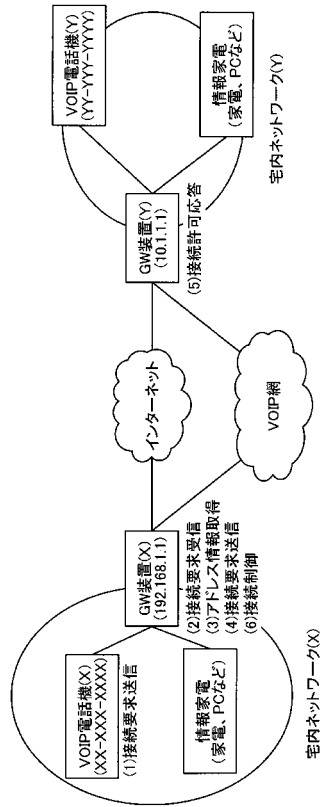 VOIP電話機(X)
(XX-XXX-XXXX)
(1)接続要求送信
情報家電
(家電、PCなど)
宅内ネットワーク(X)
GW装置(X)
(192.168.1.1)
(2)接続要求受信
(3)アドレス情報取得
(4)接続要求送信
(6)接続制御
インターネット
VOIP網
GW装置(Y)
(10.1.1.1)
(5)接続許可応答
VOIP電話機(Y)
(YY-YYY-YYYY)
情報家電
(家電、PCなど)
宅内ネットワーク(Y)